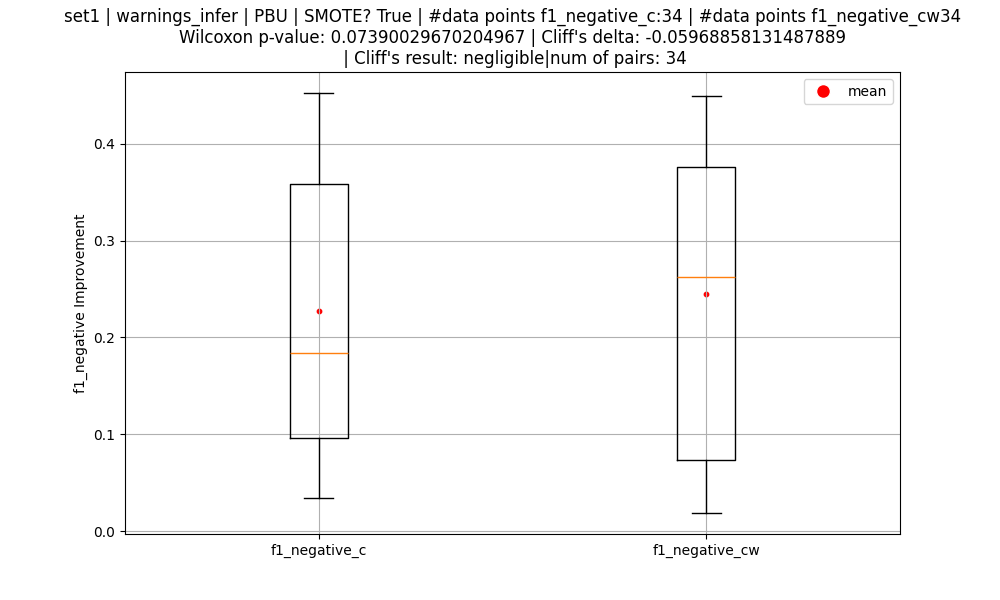 set1 | warnings_infer | PBU | SMOTE? True | #data points f1_negative_c:34 | #data points f1_negative_cw34
Wilcoxon p-value: 0.07390029670204967 | Cliff's delta: -0.05968858131487889
| Cliff's result: negligible|num of pairs: 34
mean
f1_negative Improvement
0.4
0.3
0.2
0.1
0.0
f1_negative_c
f1_negative_cw